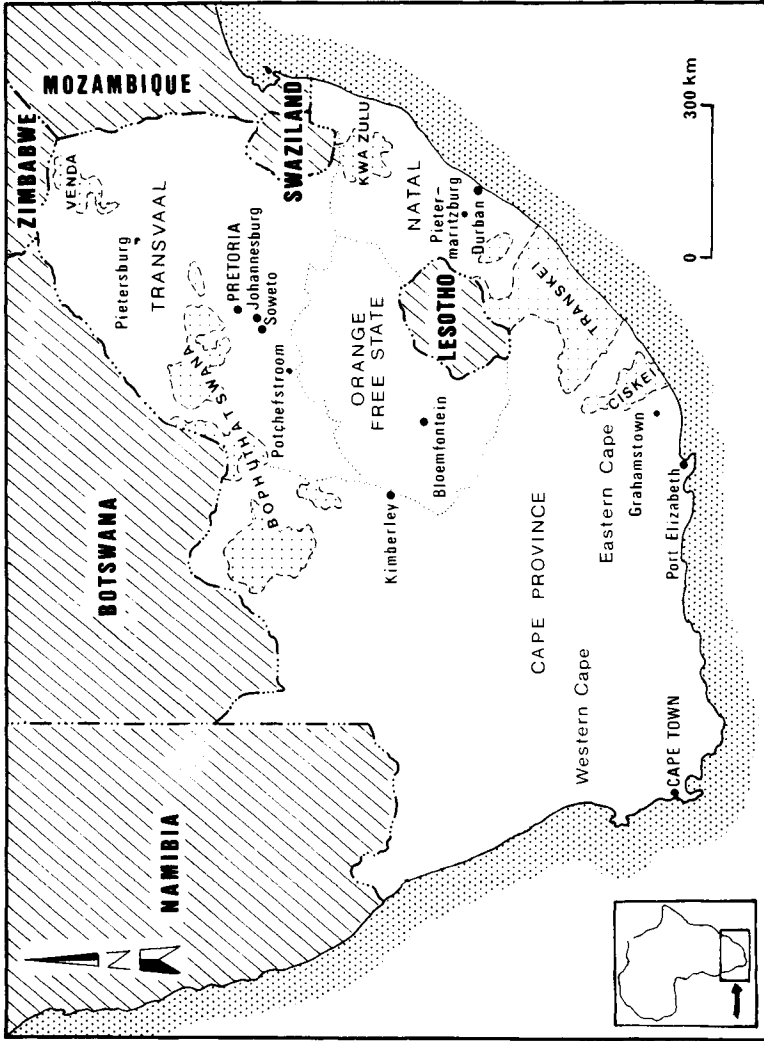 ZIMBABWE
MOZAMBIQUE
VENDA
Pietersburg
TRANSVAAL
BOTSWANA
NAMIBIA
N
BOPHUTHATSWANA
PRETORIA
Johannesburg
Soweto
SWAZILAND
Potchefstroom
KWA ZULU
ORANGE
FREE STATE
NATAL
Kimberley
Bloemfontein
LESOTHO
Pieter-
maritzburg
Durban
TRANSKEI
CAPE PROVINCE
Eastern Cape
CISKEI
Western Cape
Grahamstown
CAPE TOWN
Port Elizabeth
0 300 km